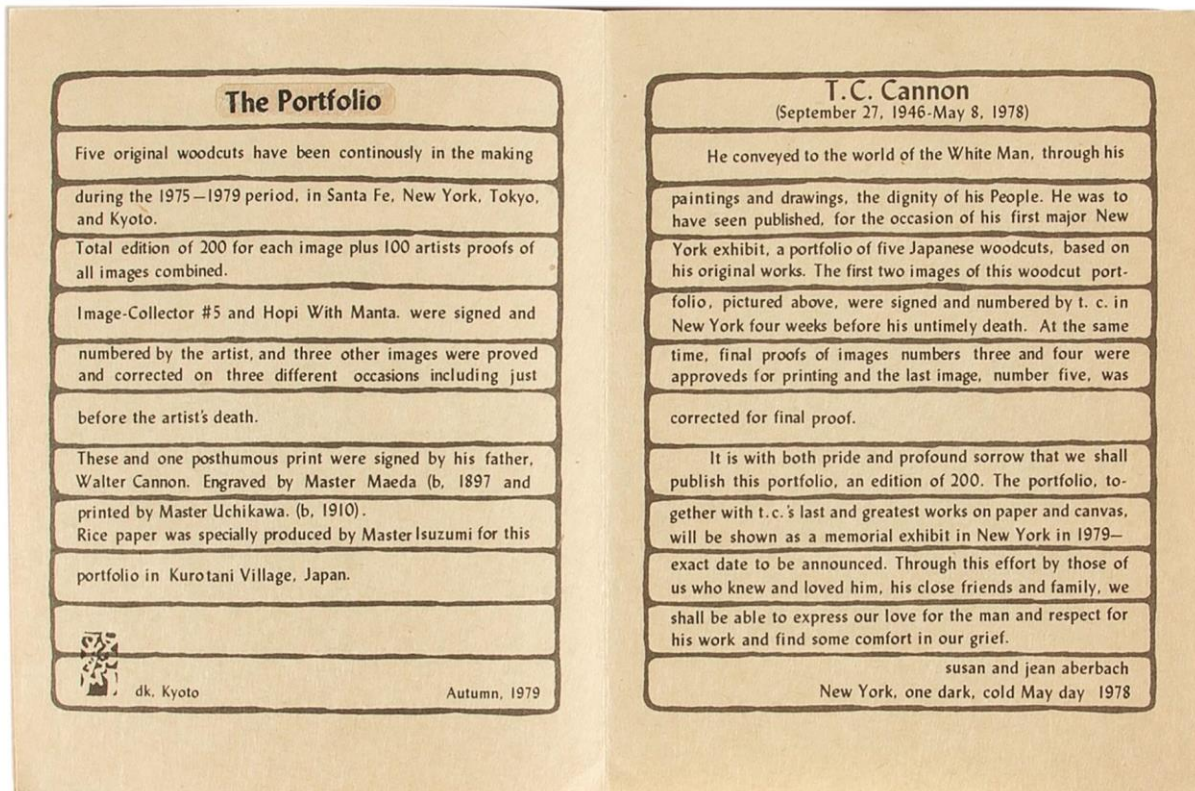 The Portfolio
Five original woodcuts have been continously in the making
during the 1975—1979 period, in Santa Fe, New York, Tokyo,
and Kyoto.
Total edition of 200 for each image plus 100 artists proofs of
all images combined.
Image-Collector #5 and Hopi With Manta. were signed and
numbered by the artist, and three other images were proved
and corrected on three different occasions including just
before the artist's death.
These and one posthumous print were signed by his father,
Walter Cannon. Engraved by Master Maeda (b, 1897 and
printed by Master Uchikawa. (b, 1910).
Rice paper was specially produced by Master Isuzumi for this
portfolio in Kurotani Village, Japan.
dk, Kyoto
Autumn, 1979
T.C. Cannon
(September 27, 1946-May 8, 1978)
He conveyed to the world of the White Man, through his
paintings and drawings, the dignity of his People. He was to
have seen published, for the occasion of his first major New
York exhibit, a portfolio of five Japanese woodcuts, based on
his original works. The first two images of this woodcut port-
folio, pictured above, were signed and numbered by t. c. in
New York four weeks before his untimely death. At the same
time, final proofs of images numbers three and four were
approveds for printing and the last image, number five, was
corrected for final proof.
It is with both pride and profound sorrow that we shall
publish this portfolio, an edition of 200. The portfolio, to-
gether with t.c.'s last and greatest works on paper and canvas,
will be shown as a memorial exhibit in New York in 1979—
exact date to be announced. Through this effort by those of
us who knew and loved him, his close friends and family, we
shall be able to express our love for the man and respect for
his work and find some comfort in our grief.
susan and jean aberbach
New York, one dark, cold May day 1978